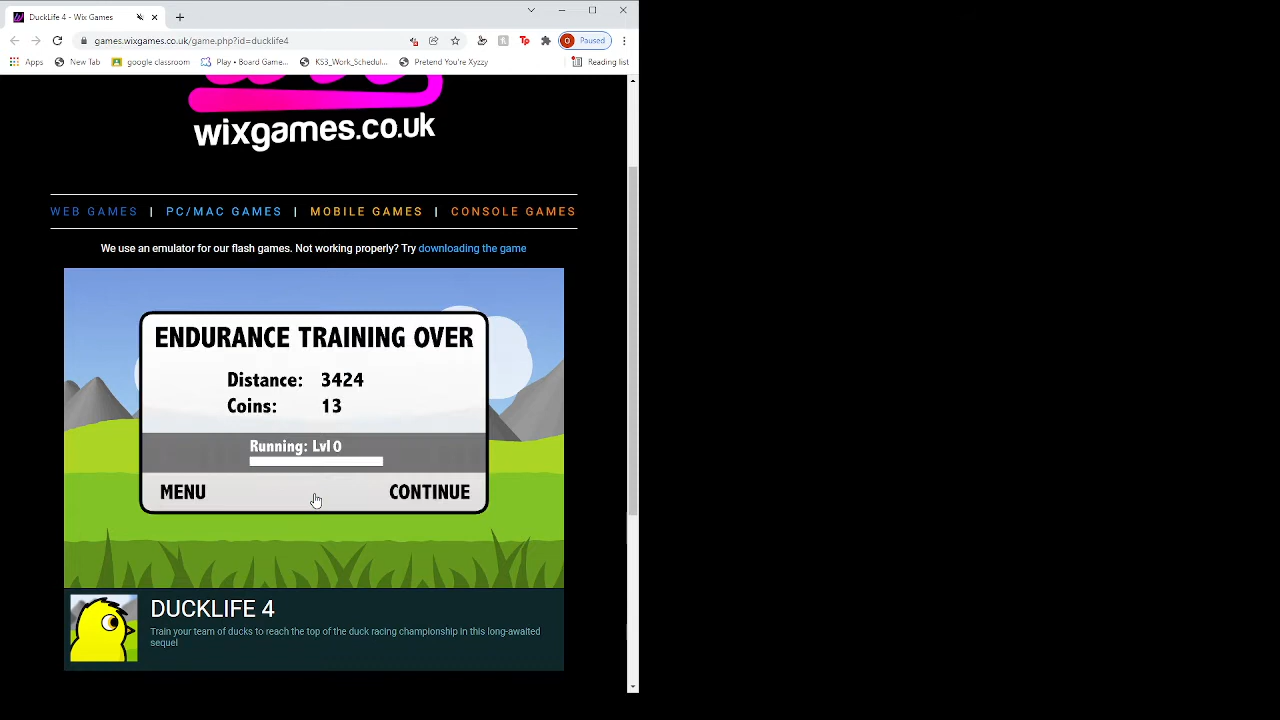 DuckLife 4 - Wix Games
games.wixgames.co.uk/game.php?id=ducklife4
Paused
Apps
New Tab
google classroom
Play • Board Game...
KS3_Work_Schedul...
Pretend You're Xyzzy
Reading list
wixgames.co.uk
WEB GAMES | PC/MAC GAMES | MOBILE GAMES | CONSOLE GAMES
We use an emulator for our flash games. Not working properly? Try downloading the game
ENDURANCE TRAINING OVER
Distance: 3424
Coins: 13
Running: Lvl 0
MENU
CONTINUE
DUCKLIFE 4
Train your team of ducks to reach the top of the duck racing championship in this long-awaited
sequel